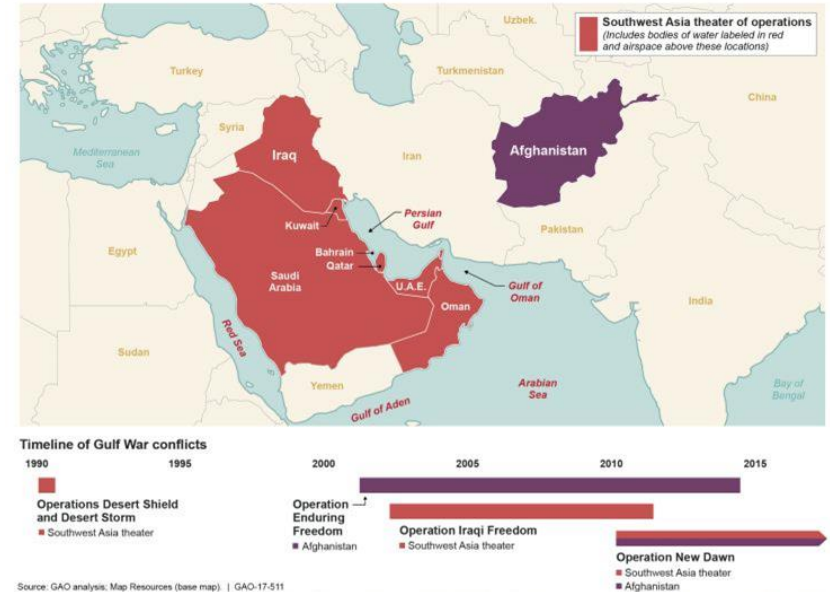 Uzbek.
Southwest Asia theater of operations
(Includes bodies of water labeled in red
and airspace above these locations)
Turkey
Turkmenistan
China
Syria
Mediterranean
Sea
Iraq
Iran
Afghanistan
Kuwait
Persian
Gulf
Pakistan
Egypt
Bahrain
Qatar
Saudi
Arabia
U.A.E.
Gulf of
Oman
Oman
India
Red Sea
Sudan
Yemen
Gulf of Aden
Arabian
Sea
Bay of
Bengal
Timeline of Gulf War conflicts
1990 1995 2000 2005 2010 2015
Operations Desert Shield
and Desert Storm
Southwest Asia theater
Operation
Enduring
Freedom
Afghanistan
Operation Iraqi Freedom
Southwest Asia theater
Operation New Dawn
Southwest Asia theater
Afghanistan
Source: GAO analysis; Map Resources (base map). | GAO-17-511